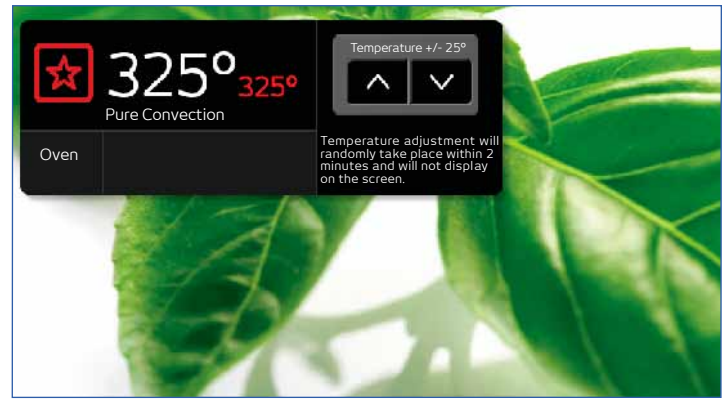 325° 325°
Pure Convection
Oven
Temperature +/- 25°
Temperature adjustment will
randomly take place within 2
minutes and will not display
on the screen.